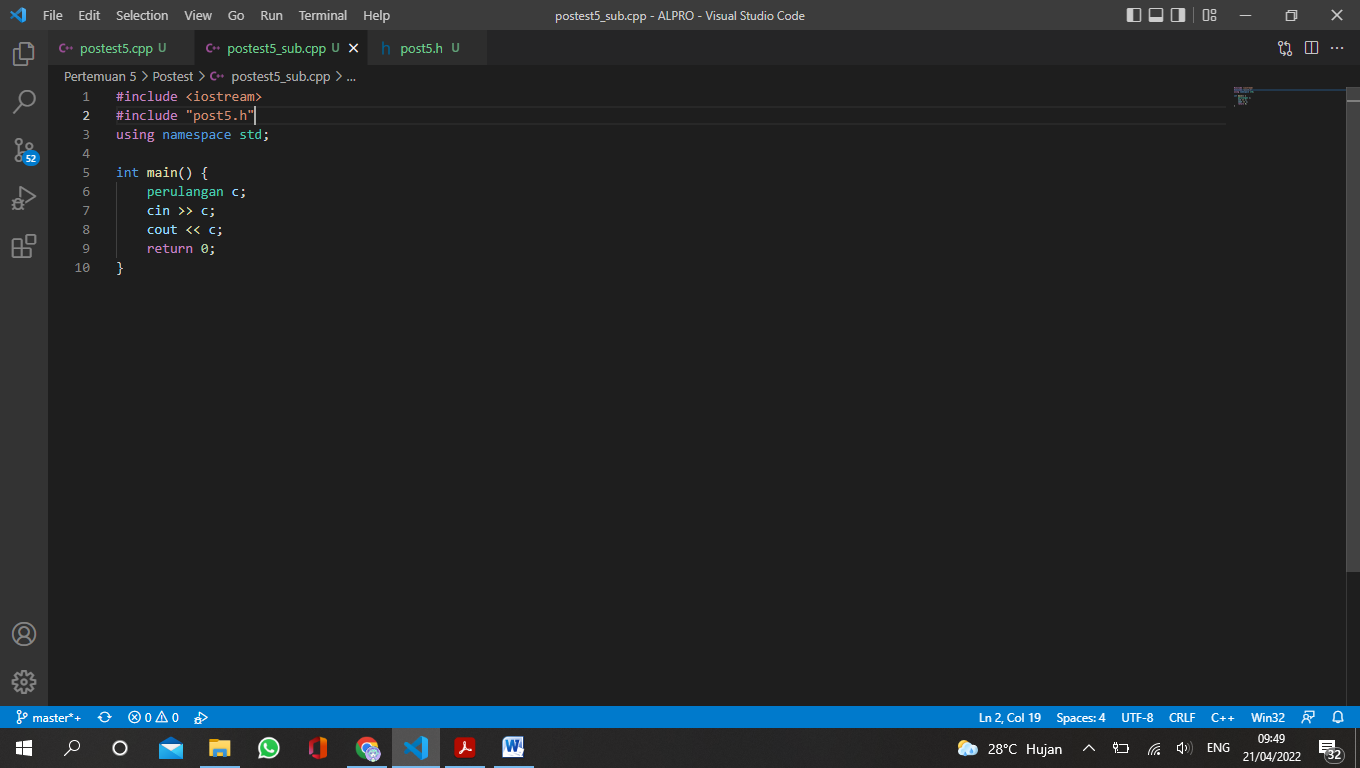 File Edit Selection View Go Run Terminal Help postest5_sub.cpp - ALPRO - Visual Studio Code
postest5.cpp U postest5_sub.cpp U post5.h U
Pertemuan 5 > Postest > postest5_sub.cpp > ...
1 #include <iostream>
2 #include "post5.h"
3 using namespace std;
4
5 int main() {
6 perulangan c;
7 cin >> c;
8 cout << c;
9 return 0;
10 }
52
master*+ 0 0 Ln 2, Col 19 Spaces: 4 UTF-8 CRLF C++ Win32
28°C Hujan ENG 09:49
21/04/2022
32